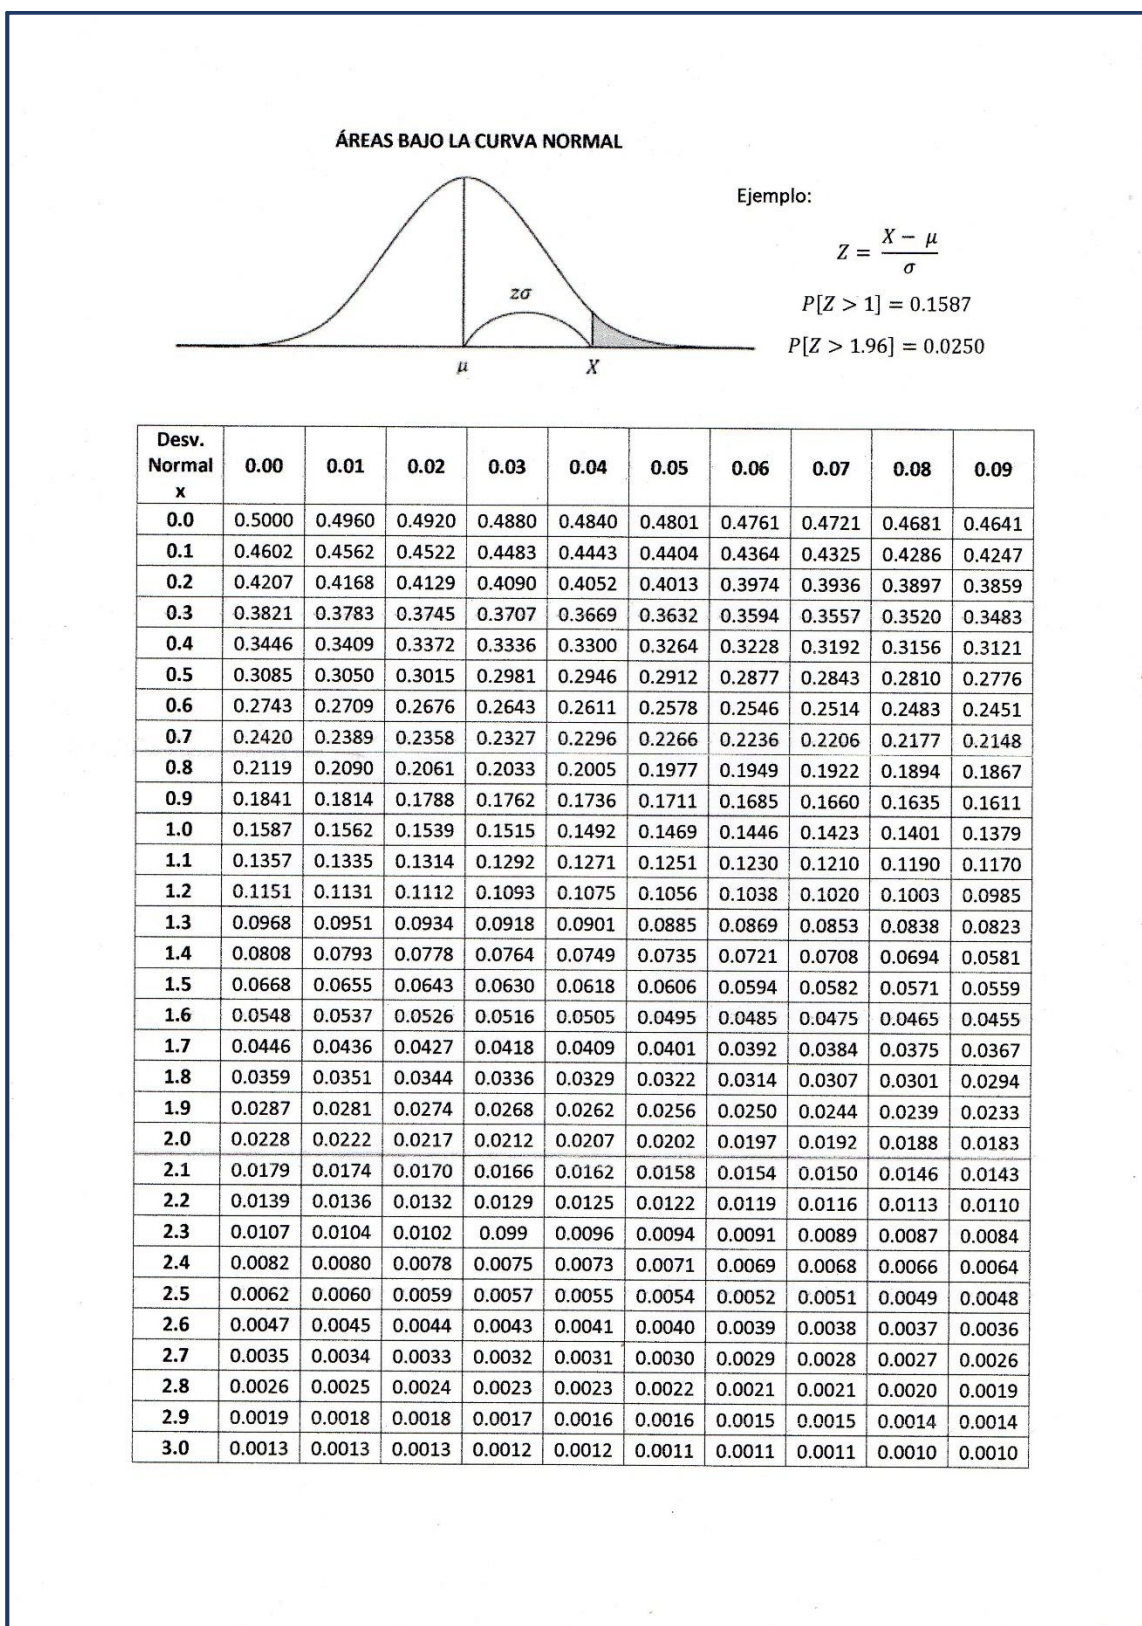 ÁREAS BAJO LA CURVA NORMAL
Ejemplo:
Z = X − μ / σ
P[Z > 1] = 0.1587
P[Z > 1.96] = 0.0250
zσ
μ X
Desv. Normal x 0.00 0.01 0.02 0.03 0.04 0.05 0.06 0.07 0.08 0.09
0.0 0.5000 0.4960 0.4920 0.4880 0.4840 0.4801 0.4761 0.4721 0.4681 0.4641
0.1 0.4602 0.4562 0.4522 0.4483 0.4443 0.4404 0.4364 0.4325 0.4286 0.4247
0.2 0.4207 0.4168 0.4129 0.4090 0.4052 0.4013 0.3974 0.3936 0.3897 0.3859
0.3 0.3821 0.3783 0.3745 0.3707 0.3669 0.3632 0.3594 0.3557 0.3520 0.3483
0.4 0.3446 0.3409 0.3372 0.3336 0.3300 0.3264 0.3228 0.3192 0.3156 0.3121
0.5 0.3085 0.3050 0.3015 0.2981 0.2946 0.2912 0.2877 0.2843 0.2810 0.2776
0.6 0.2743 0.2709 0.2676 0.2643 0.2611 0.2578 0.2546 0.2514 0.2483 0.2451
0.7 0.2420 0.2389 0.2358 0.2327 0.2296 0.2266 0.2236 0.2206 0.2177 0.2148
0.8 0.2119 0.2090 0.2061 0.2033 0.2005 0.1977 0.1949 0.1922 0.1894 0.1867
0.9 0.1841 0.1814 0.1788 0.1762 0.1736 0.1711 0.1685 0.1660 0.1635 0.1611
1.0 0.1587 0.1562 0.1539 0.1515 0.1492 0.1469 0.1446 0.1423 0.1401 0.1379
1.1 0.1357 0.1335 0.1314 0.1292 0.1271 0.1251 0.1230 0.1210 0.1190 0.1170
1.2 0.1151 0.1131 0.1112 0.1093 0.1075 0.1056 0.1038 0.1020 0.1003 0.0985
1.3 0.0968 0.0951 0.0934 0.0918 0.0901 0.0885 0.0869 0.0853 0.0838 0.0823
1.4 0.0808 0.0793 0.0778 0.0764 0.0749 0.0735 0.0721 0.0708 0.0694 0.0581
1.5 0.0668 0.0655 0.0643 0.0630 0.0618 0.0606 0.0594 0.0582 0.0571 0.0559
1.6 0.0548 0.0537 0.0526 0.0516 0.0505 0.0495 0.0485 0.0475 0.0465 0.0455
1.7 0.0446 0.0436 0.0427 0.0418 0.0409 0.0401 0.0392 0.0384 0.0375 0.0367
1.8 0.0359 0.0351 0.0344 0.0336 0.0329 0.0322 0.0314 0.0307 0.0301 0.0294
1.9 0.0287 0.0281 0.0274 0.0268 0.0262 0.0256 0.0250 0.0244 0.0239 0.0233
2.0 0.0228 0.0222 0.0217 0.0212 0.0207 0.0202 0.0197 0.0192 0.0188 0.0183
2.1 0.0179 0.0174 0.0170 0.0166 0.0162 0.0158 0.0154 0.0150 0.0146 0.0143
2.2 0.0139 0.0136 0.0132 0.0129 0.0125 0.0122 0.0119 0.0116 0.0113 0.0110
2.3 0.0107 0.0104 0.0102 0.099 0.0096 0.0094 0.0091 0.0089 0.0087 0.0084
2.4 0.0082 0.0080 0.0078 0.0075 0.0073 0.0071 0.0069 0.0068 0.0066 0.0064
2.5 0.0062 0.0060 0.0059 0.0057 0.0055 0.0054 0.0052 0.0051 0.0049 0.0048
2.6 0.0047 0.0045 0.0044 0.0043 0.0041 0.0040 0.0039 0.0038 0.0037 0.0036
2.7 0.0035 0.0034 0.0033 0.0032 0.0031 0.0030 0.0029 0.0028 0.0027 0.0026
2.8 0.0026 0.0025 0.0024 0.0023 0.0023 0.0022 0.0021 0.0021 0.0020 0.0019
2.9 0.0019 0.0018 0.0018 0.0017 0.0016 0.0016 0.0015 0.0015 0.0014 0.0014
3.0 0.0013 0.0013 0.0013 0.0012 0.0012 0.0011 0.0011 0.0011 0.0010 0.0010